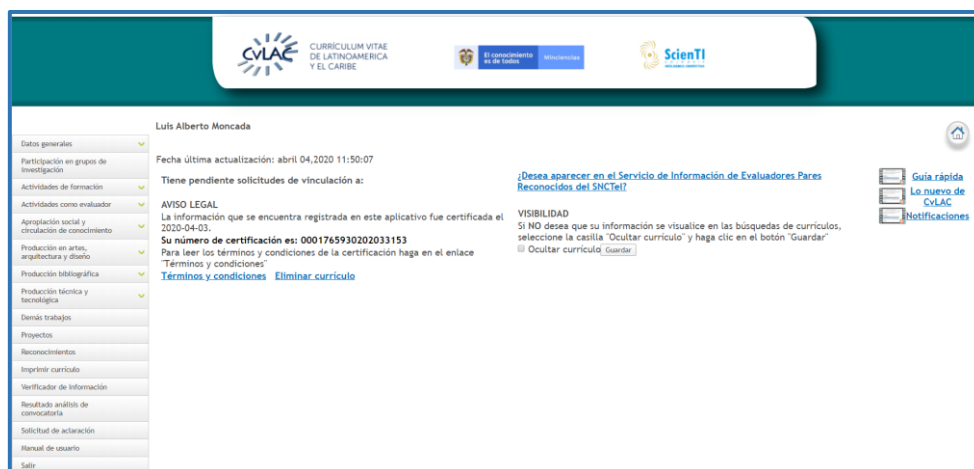 CvLAC
CURRÍCULUM VITAE
DE LATINOAMERICA
Y EL CARIBE
El conocimiento
es de todos
Minciencias
ScienTI
Luis Alberto Moncada
Fecha última actualización: abril 04,2020 11:50:07
Datos generales
Participación en grupos de
investigación
Actividades de formación
Actividades como evaluador
Apropiación social y
circulación de conocimiento
Producción en artes,
arquitectura y diseño
Producción bibliográfica
Producción técnica y
tecnológica
Demás trabajos
Proyectos
Reconocimientos
Imprimir currículo
Verificador de información
Resultado análisis de
convocatoria
Solicitud de aclaración
Manual de usuario
Salir
Tiene pendiente solicitudes de vinculación a:
AVISO LEGAL
La información que se encuentra registrada en este aplicativo fue certificada el
2020-04-03.
Su número de certificación es: 0001765930202033153
Para leer los términos y condiciones de la certificación haga en el enlace
"Términos y condiciones"
Términos y condiciones Eliminar currículo
¿Desea aparecer en el Servicio de Información de Evaluadores Pares
Reconocidos del SNCTeI?
VISIBILIDAD
Si NO desea que su información se visualice en las búsquedas de currículos,
seleccione la casilla "Ocultar currículo" y haga clic en el botón "Guardar"
Ocultar currículo Guardar
Guía rápida
Lo nuevo de
CvLAC
Notificaciones